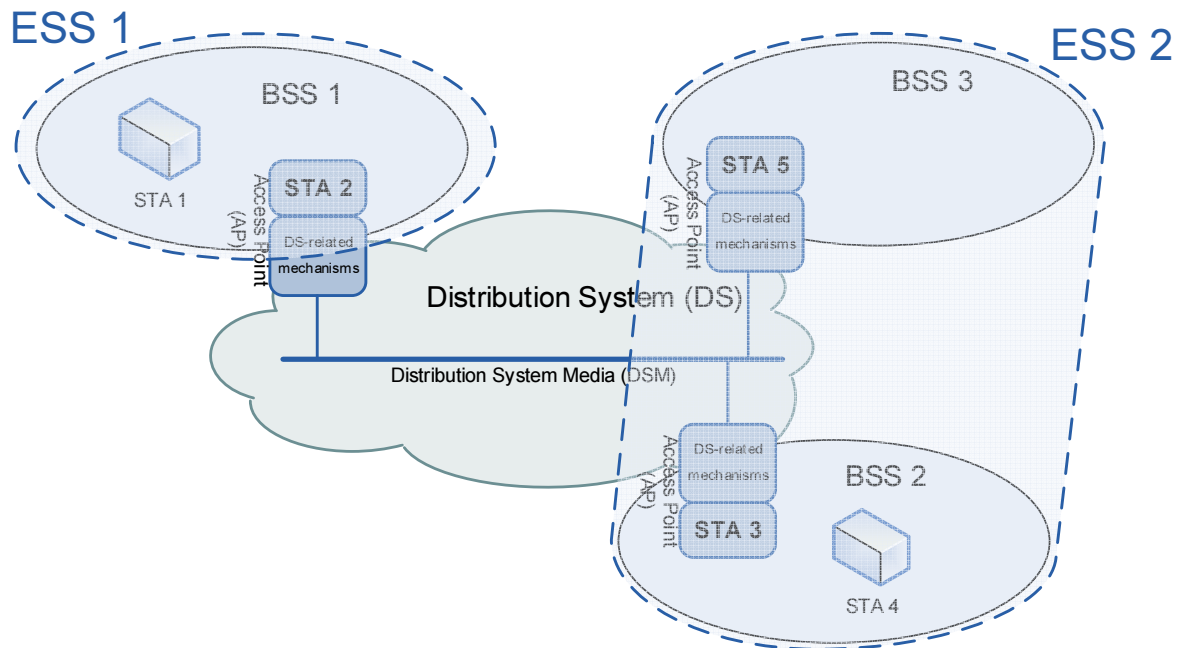 ESS 1
ESS 2
BSS 1
BSS 3
STA 1
STA 2
Access Point
(AP)
DS-related
mechanisms
STA 5
Access Point
(AP)
DS-related
mechanisms
Distribution System (DS)
Distribution System Media (DSM)
DS-related
mechanisms
Access Point
(AP)
STA 3
BSS 2
STA 4